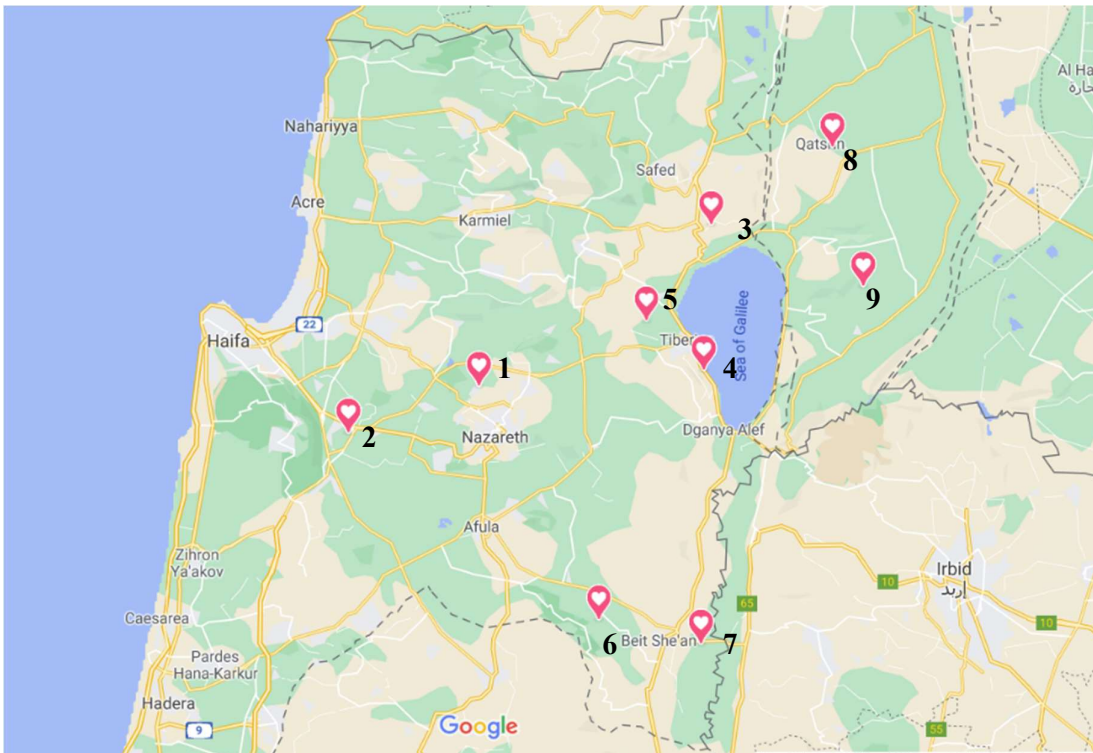 Nahariyya
Qatsrin
8
Al Ha
حارة
Safed
Acre
Karmiel
3
9
5
22
Haifa
Sea of Galilee
Tiber
4
1
2
Nazareth
Dganya Alef
Afula
Zihron
Ya'akov
Irbid
إربد
10
65
10
Caesarea
6
Beit She'an
7
Pardes
Hana-Karkur
Hadera
9
Google
55